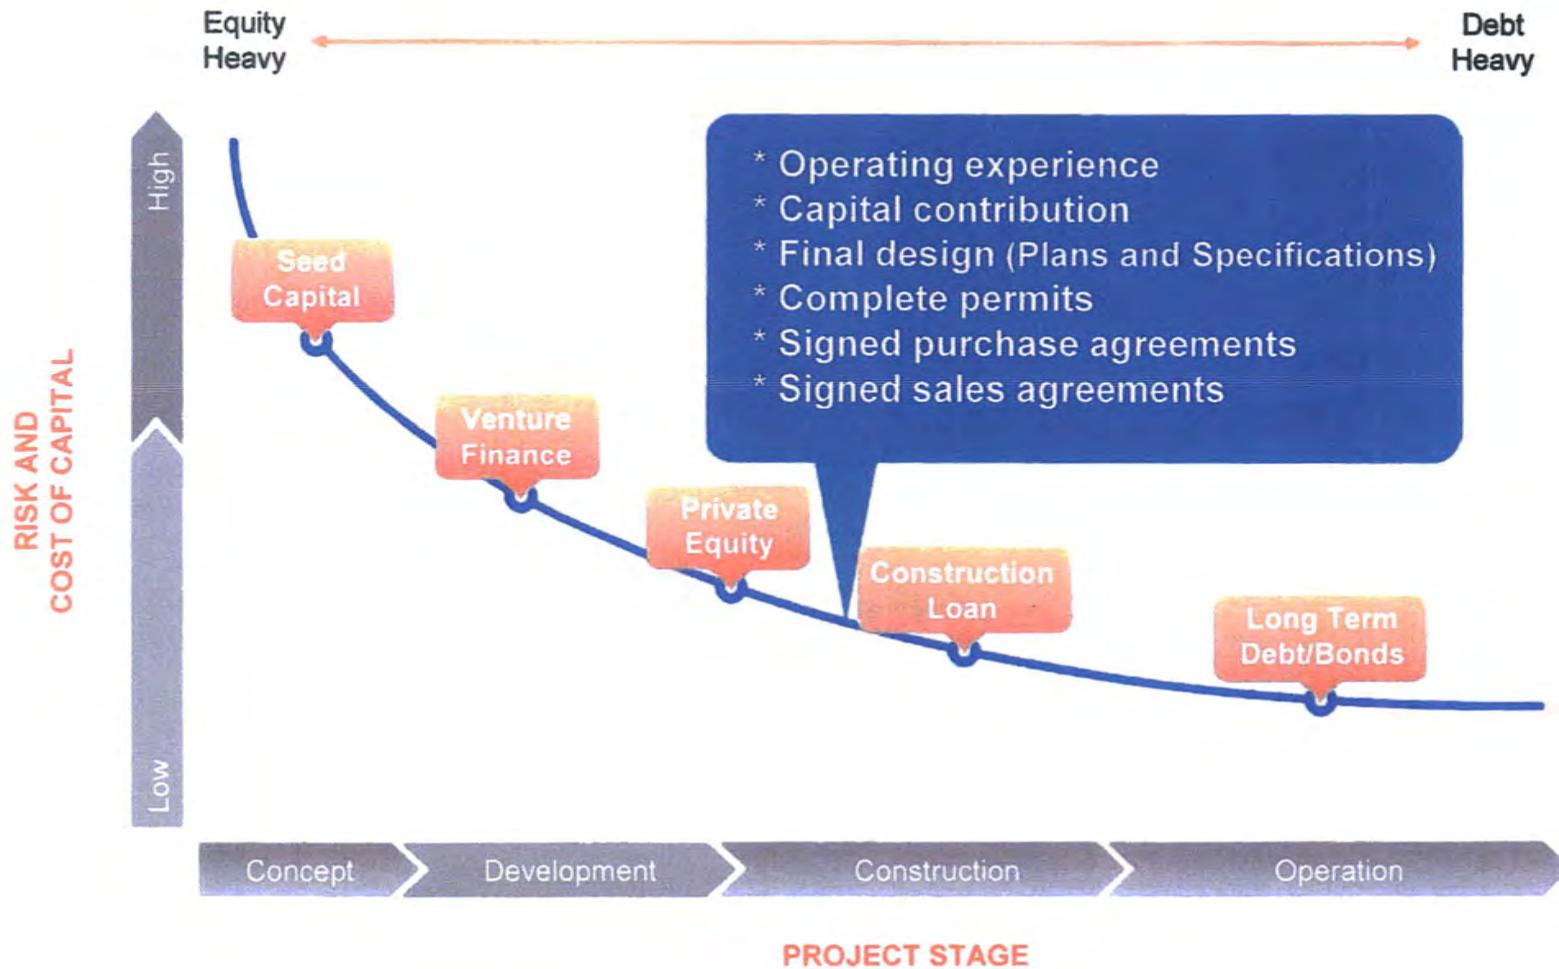 Equity
Heavy
Debt
Heavy
* Operating experience
* Capital contribution
* Final design (Plans and Specifications)
* Complete permits
* Signed purchase agreements
* Signed sales agreements
High
Low
RISK AND
COST OF CAPITAL
Seed
Capital
Venture
Finance
Private
Equity
Construction
Loan
Long Term
Debt/Bonds
Concept
Development
Construction
Operation
PROJECT STAGE